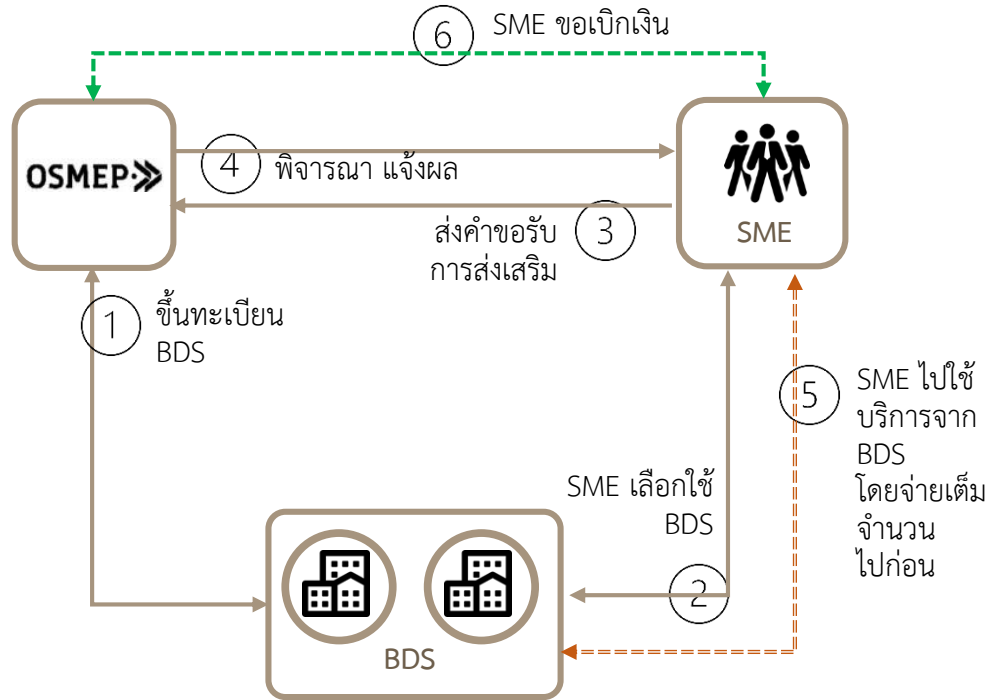 6 SME ขอเบิกเงิน
OSMEP
4 พิจารณา แจ้งผล
ส่งคำขอรับ 3
การส่งเสริม
SME
1 ขึ้นทะเบียน
BDS
5 SME ไปใช้
บริการจาก
BDS
โดยจ่ายเต็ม
จำนวน
ไปก่อน
SME เลือกใช้
BDS
2
BDS